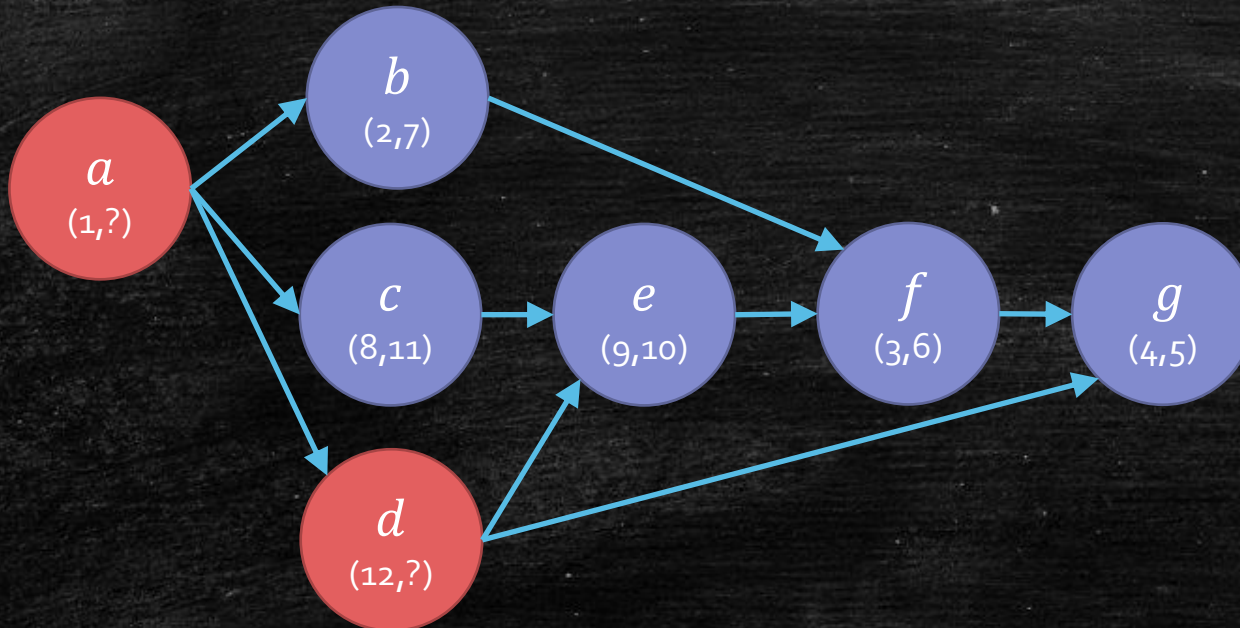 a
(1,?)
b
(2,7)
c
(8,11)
d
(12,?)
e
(9,10)
f
(3,6)
g
(4,5)